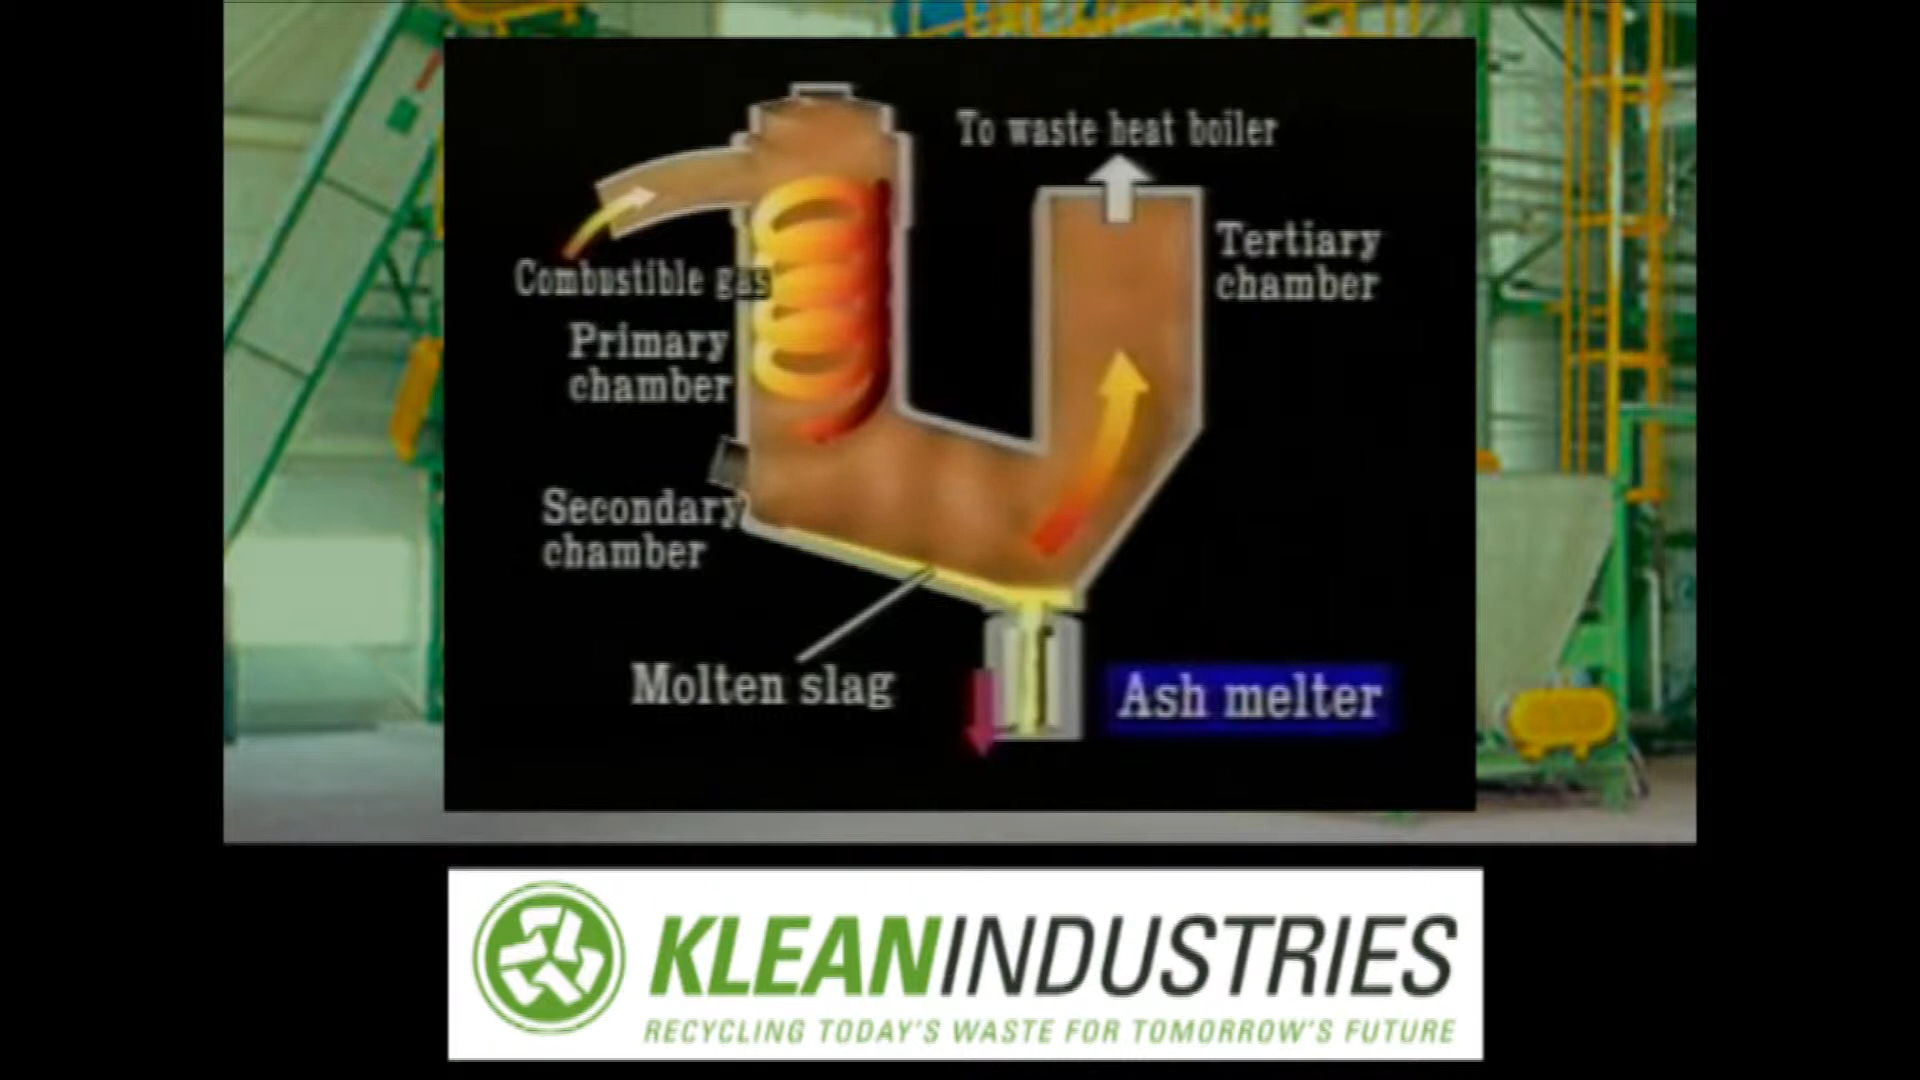 To waste heat boiler
Combustible gas
Primary
chamber
Tertiary
chamber
Secondary
chamber
Molten slag
Ash melter
KLEANINDUSTRIES
RECYCLING TODAY'S WASTE FOR TOMORROW'S FUTURE